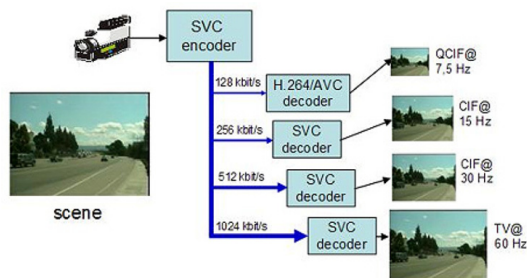 SVC
encoder
128 kbit/s
H.264/AVC
decoder
QCIF@
7,5 Hz
256 kbit/s
SVC
decoder
CIF@
15 Hz
512 kbit/s
SVC
decoder
CIF@
30 Hz
scene
1024 kbit/s
SVC
decoder
TV@
60 Hz